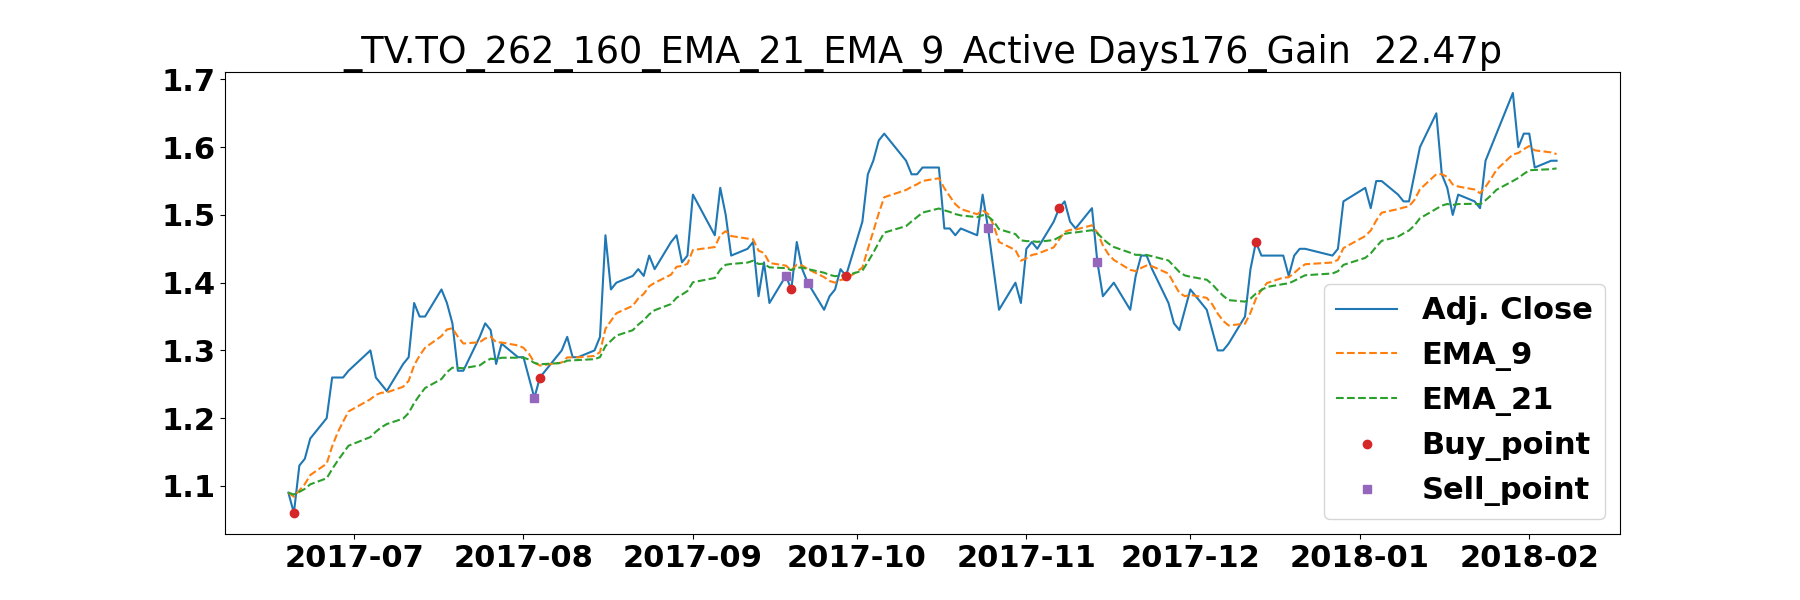 _TV.TO_262_160_EMA_21_EMA_9_Active Days176_Gain  22.47p
1.7
1.6
1.5
1.4
1.3
1.2
1.1
Adj. Close
EMA_9
EMA_21
Buy_point
Sell_point
2017-07 2017-08 2017-09 2017-10 2017-11 2017-12 2018-01 2018-02